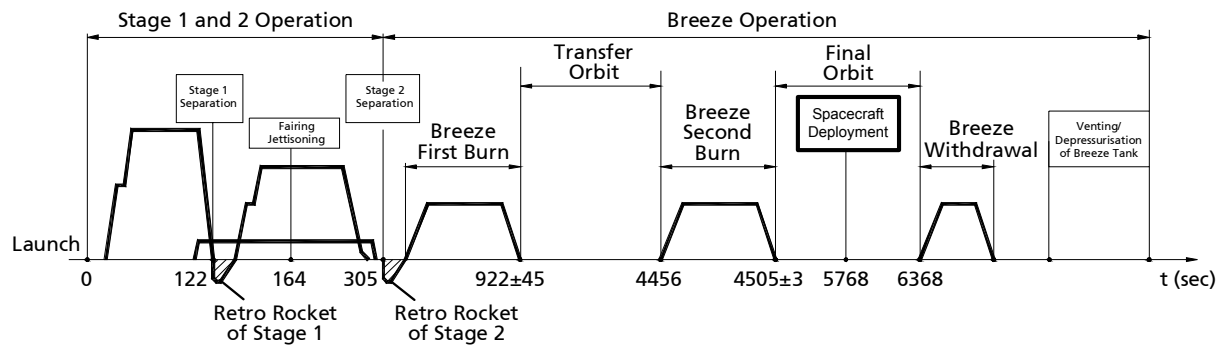 Stage 1 and 2 Operation
Breeze Operation
Transfer
Orbit
Final
Orbit
Stage 1
Separation
Stage 2
Separation
Fairing
Jettisoning
Breeze
First Burn
Breeze
Second
Burn
Spacecraft
Deployment
Breeze
Withdrawal
Venting/
Depressurisation
of Breeze Tank
Launch
0
122
164
305
922±45
4456
4505±3
5768
6368
t (sec)
Retro Rocket
of Stage 1
Retro Rocket
of Stage 2